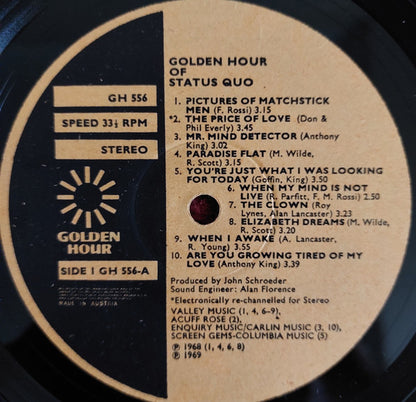 GOLDEN HOUR
OF
STATUS QUO
GH 556
SPEED 33⅓ RPM
STEREO
GOLDEN
HOUR
SIDE 1 GH 556-A
MADE IN AUSTRIA
1. PICTURES OF MATCHSTICK
MEN (F. Rossi) 3.15
*2. THE PRICE OF LOVE (Don &
Phil Everly) 3.45
3. MR. MIND DETECTOR (Anthony
King) 3.02
4. PARADISE FLAT (M. Wilde,
R. Scott) 3.15
5. YOU'RE JUST WHAT I WAS LOOKING
FOR TODAY (Goffin, King) 3.50
6. WHEN MY MIND IS NOT
LIVE (R. Parfitt, F. M. Rossi) 2.50
7. THE CLOWN (Roy
Lynes, Alan Lancaster) 3.23
8. ELIZABETH DREAMS (M. Wilde,
R. Scott) 3.20
9. WHEN I AWAKE (A. Lancaster,
R. Young) 3.55
10. ARE YOU GROWING TIRED OF MY
LOVE (Anthony King) 3.39
Produced by John Schroeder
Sound Engineer: Alan Florence
*Electronically re-channelled for Stereo
VALLEY MUSIC (1, 4, 6-9),
ACUFF ROSE (2),
ENQUIRY MUSIC/CARLIN MUSIC (3, 10),
SCREEN GEMS-COLUMBIA MUSIC (5)
℗ 1968 (1, 4, 6, 8)
℗ 1969